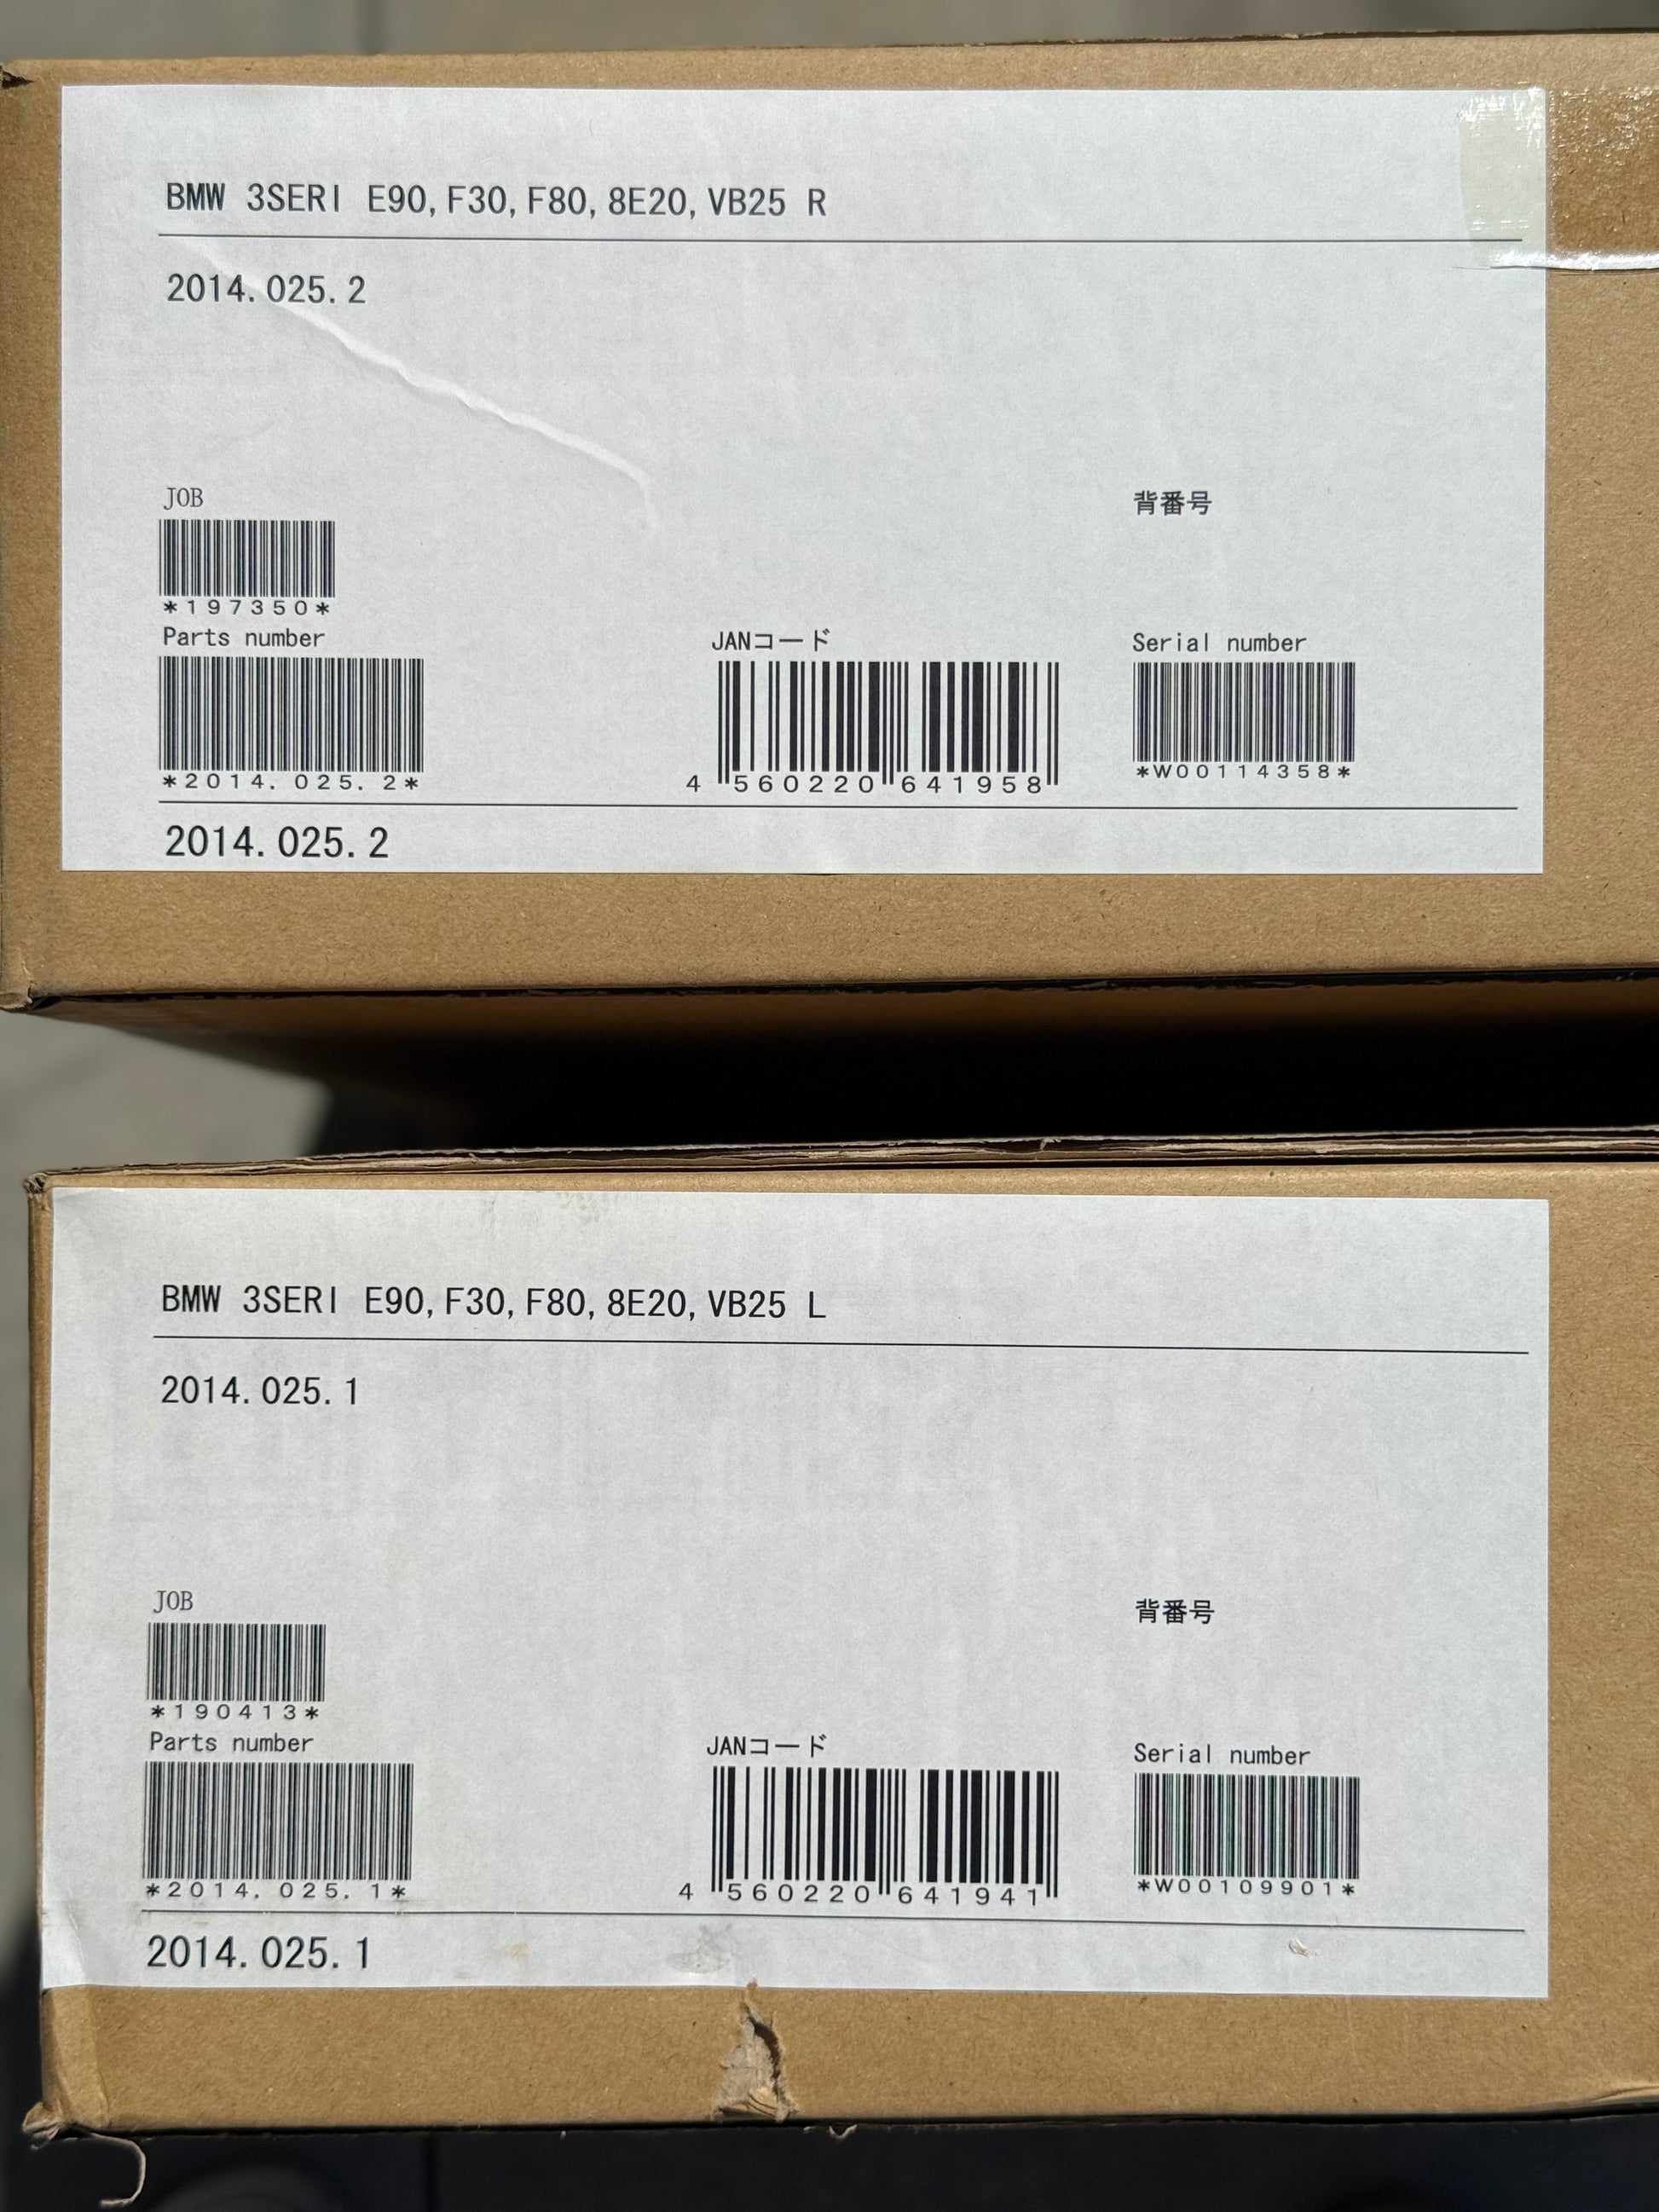 BMW 3SERI E90,F30,F80,8E20,VB25 R
2014.025.2
JOB
背番号
*197350*
Parts number
JANコード
Serial number
*2014.025.2*
4 560220 641958
*W00114358*
2014.025.2
BMW 3SERI E90,F30,F80,8E20,VB25 L
2014.025.1
JOB
背番号
*190413*
Parts number
JANコード
Serial number
*2014.025.1*
4 560220 641941
*W00109901*
2014.025.1